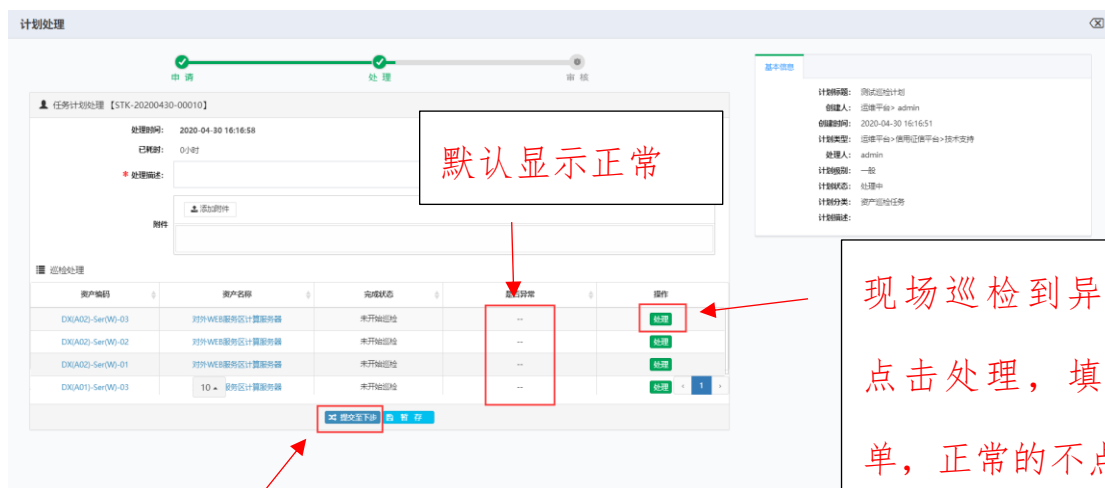 计划处理
申请
处理
审核
任务计划处理 【STK-20200430-00010】
处理时间: 2020-04-30 16:16:58
已耗时: 0小时
* 处理描述:
附件
添加附件
巡检处理
资产编码 资产名称 完成状态 是否异常 操作
DX(A02)-Ser(W)-03 对外WEB服务区计算服务器 未开始巡检 -- 处理
DX(A02)-Ser(W)-02 对外WEB服务区计算服务器 未开始巡检 -- 处理
DX(A02)-Ser(W)-01 对外WEB服务区计算服务器 未开始巡检 -- 处理
DX(A01)-Ser(W)-03 10 服务区计算服务器 未开始巡检 -- 处理 ‹ 1 ›
提交至下步 暂存
基本信息
计划标题: 测试巡检计划
创建人: 运维平台> admin
创建时间: 2020-04-30 16:16:51
计划类型: 运维平台>信用征信平台>技术支持
处理人: admin
计划级别: 一般
计划状态: 处理中
计划分类: 资产巡检任务
计划描述:
默认显示正常
现场巡检到异
点击处理，填
单，正常的不点